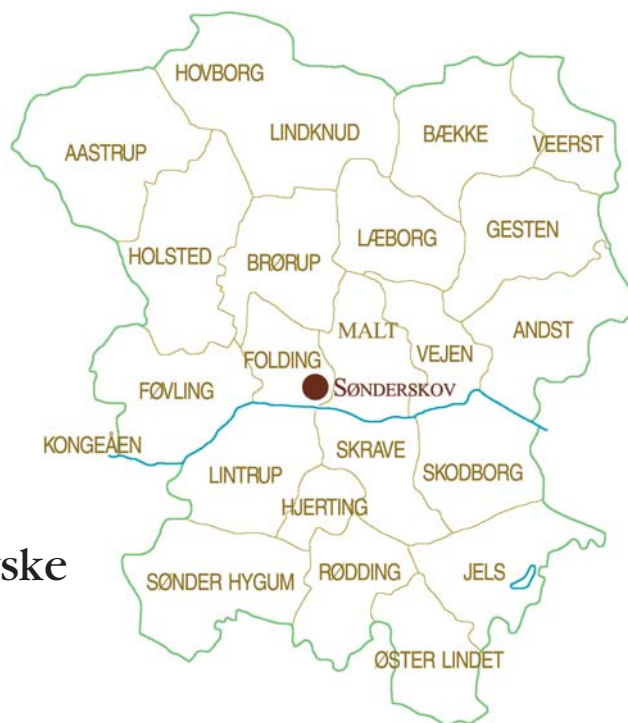 HOVBORG
LINDKNUD
BÆKKE
VEERST
AASTRUP
GESTEN
LÆBORG
HOLSTED
BRØRUP
MALT
ANDST
VEJEN
FOLDING
FØVLING
SØNDERSKOV
KONGEÅEN
SKRAVE
LINTRUP
SKODBORG
HJERTING
ske
SØNDER HYGUM
RØDDING
JELS
ØSTER LINDET